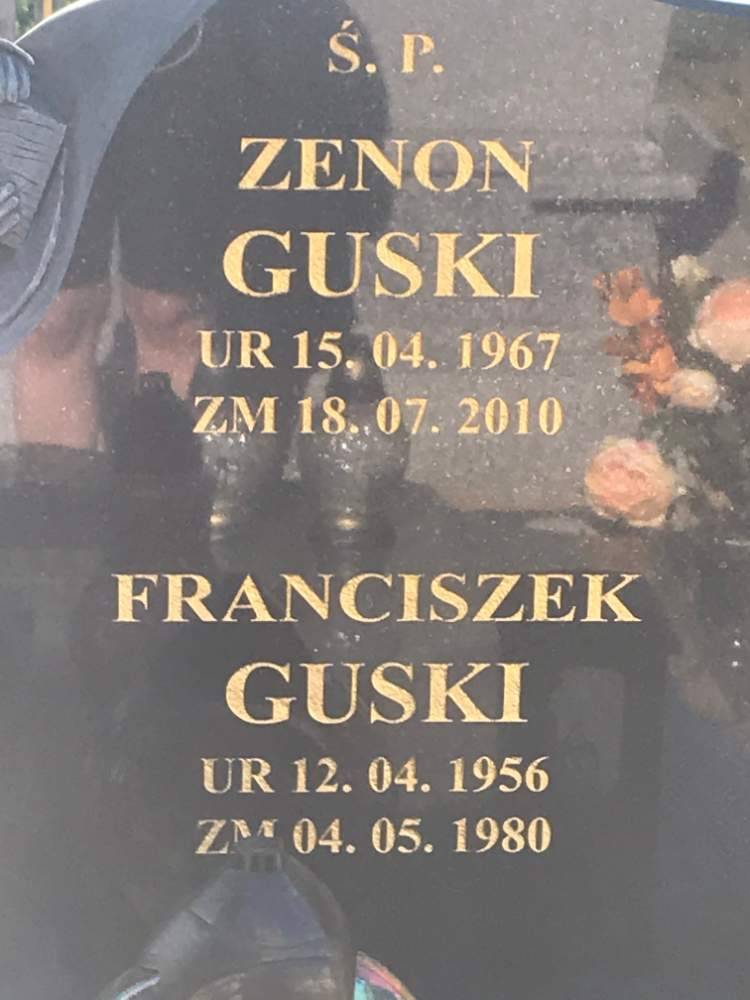 Ś. P.
ZENON
GUSKI
UR 15. 04. 1967
ZM 18. 07. 2010
FRANCISZEK
GUSKI
UR 12. 04. 1956
ZM 04. 05. 1980